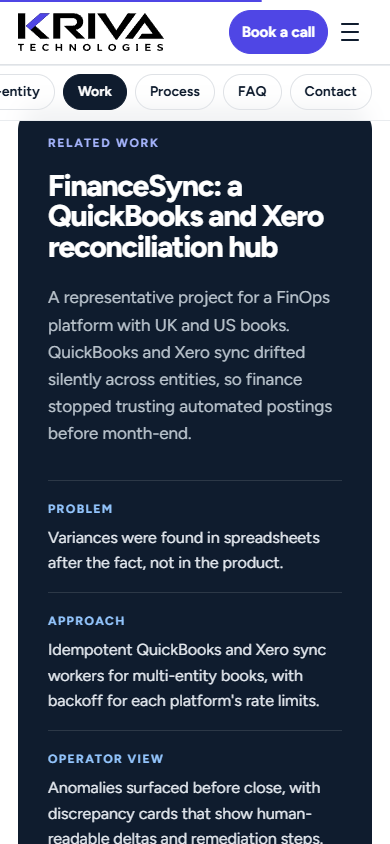 KRIVA
TECHNOLOGIES
Book a call
-entity
Work
Process
FAQ
Contact
RELATED WORK
FinanceSync: a
QuickBooks and Xero
reconciliation hub
A representative project for a FinOps
platform with UK and US books.
QuickBooks and Xero sync drifted
silently across entities, so finance
stopped trusting automated postings
before month-end.
PROBLEM
Variances were found in spreadsheets
after the fact, not in the product.
APPROACH
Idempotent QuickBooks and Xero sync
workers for multi-entity books, with
backoff for each platform's rate limits.
OPERATOR VIEW
Anomalies surfaced before close, with
discrepancy cards that show human-
readable deltas and remediation steps.